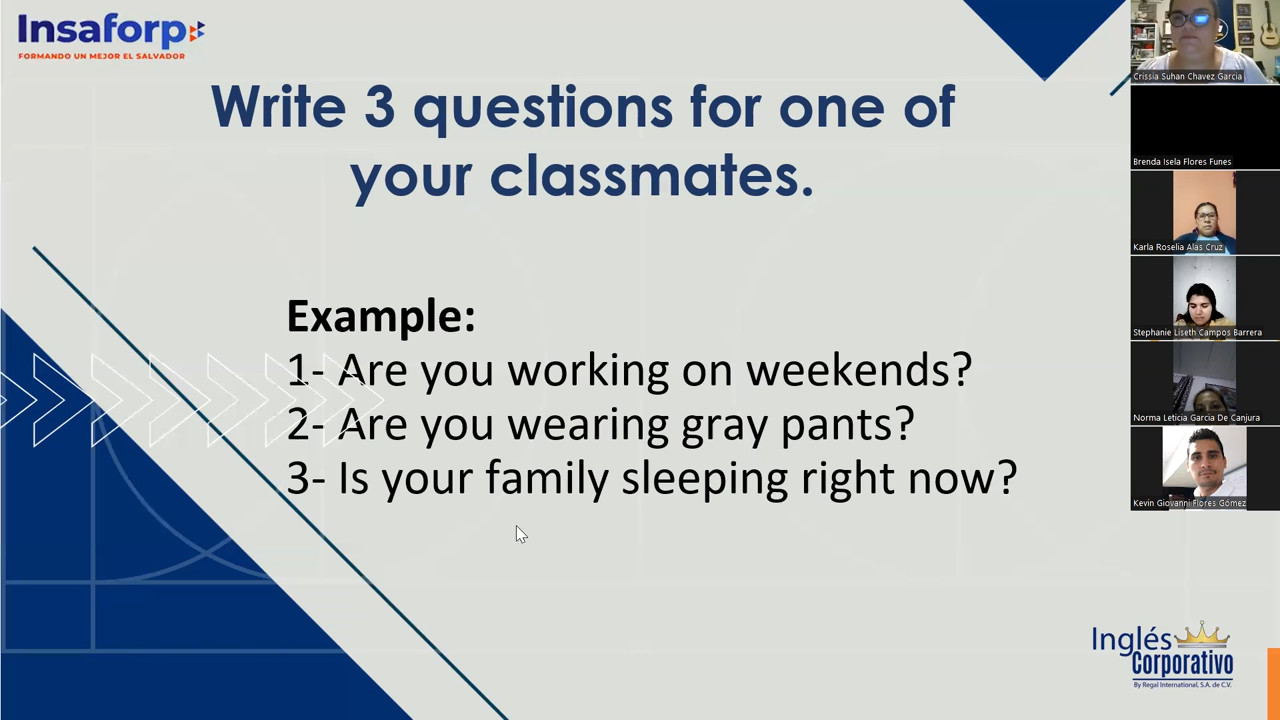 Insaforp
FORMANDO UN MEJOR EL SALVADOR
Write 3 questions for one of
your classmates.
Example:
1- Are you working on weekends?
2- Are you wearing gray pants?
3- Is your family sleeping right now?
Crissia Suhan Chavez Garcia
Brenda Isela Flores Funes
Karla Roselia Alas Cruz
Stephanie Liseth Campos Barrera
Norma Leticia Garcia De Canjura
Kevin Giovanni Flores Gómez
Inglés
Corporativo
By Regal International, S.A. de C.V.